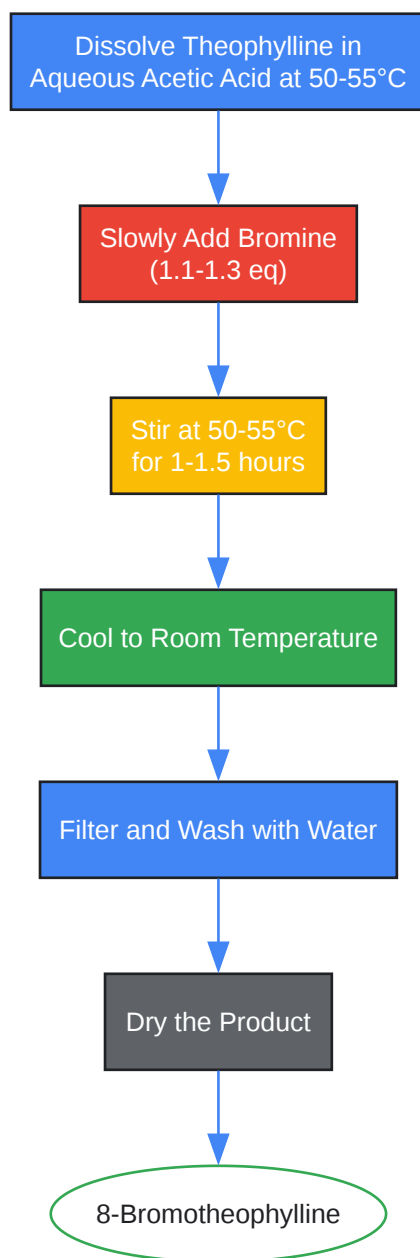 Dissolve Theophylline in
Aqueous Acetic Acid at 50-55°C
Slowly Add Bromine
(1.1-1.3 eq)
Stir at 50-55°C
for 1-1.5 hours
Cool to Room Temperature
Filter and Wash with Water
Dry the Product
8-Bromotheophylline